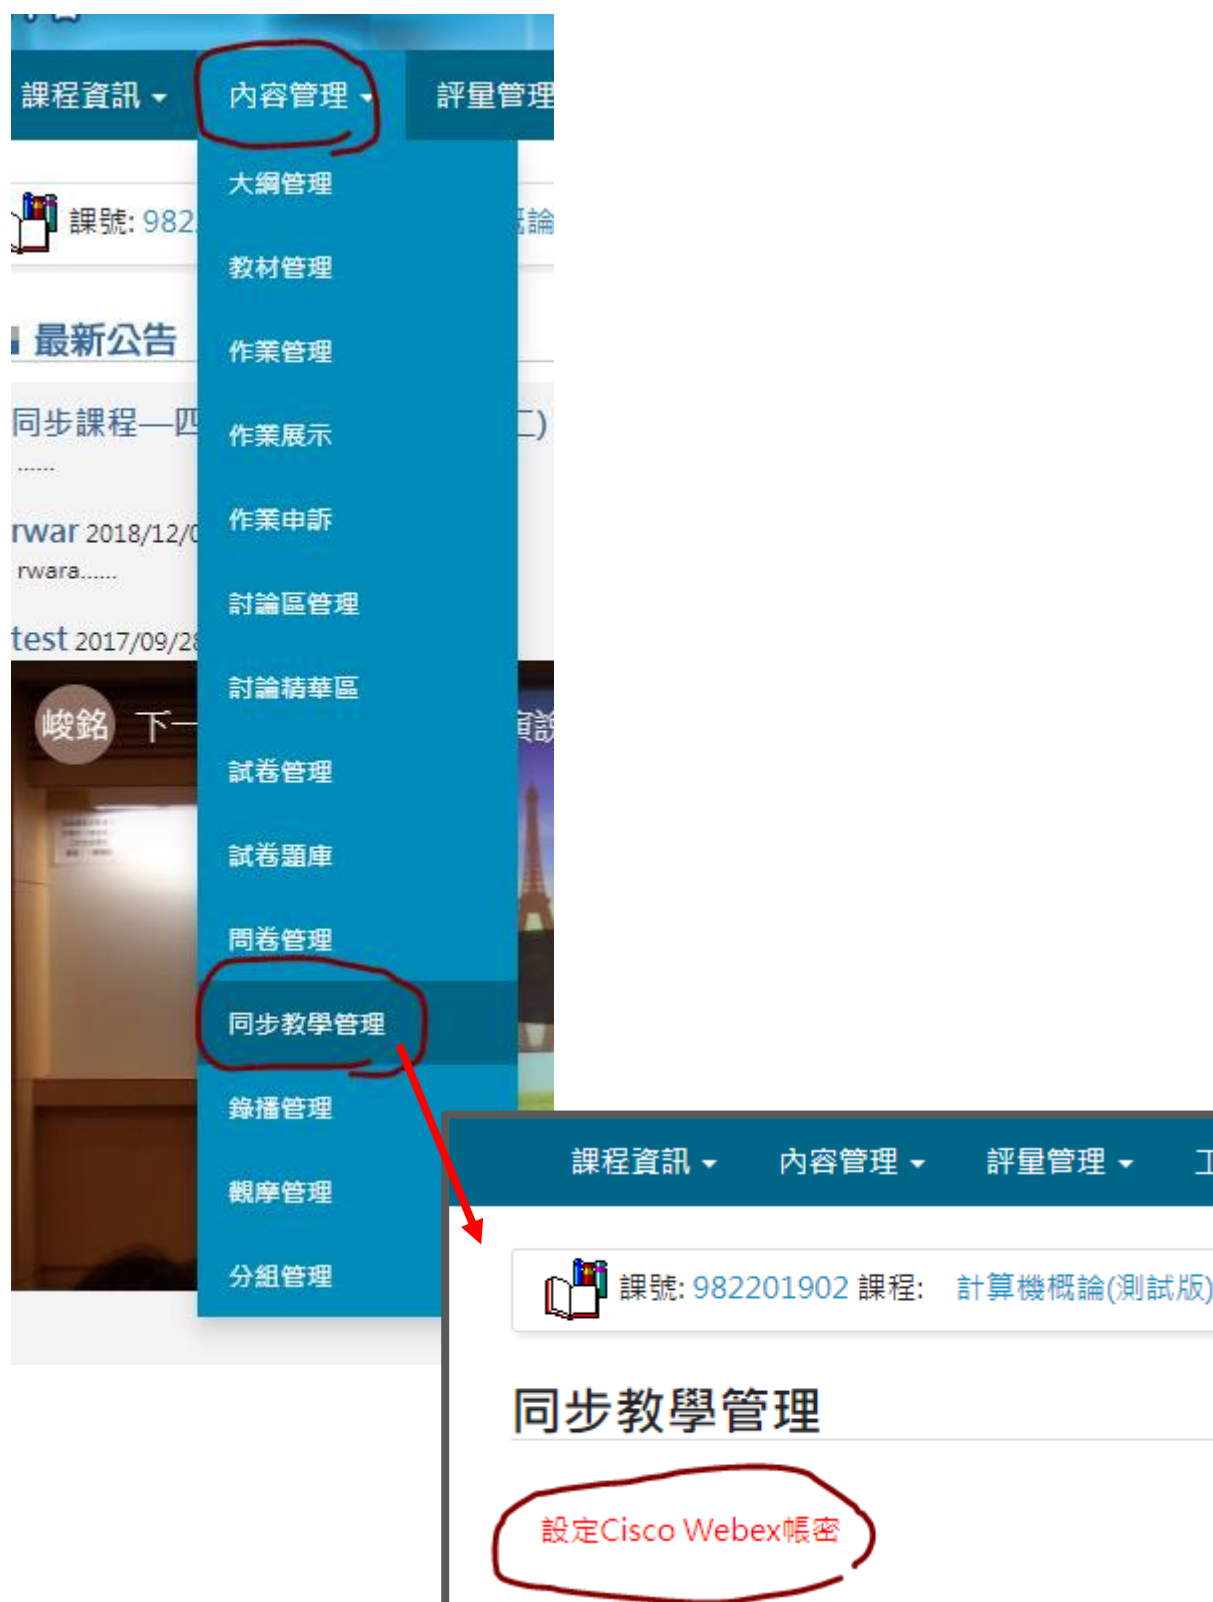 課程資訊 內容管理 評量管理
大綱管理
課號: 982
論
教材管理
最新公告
作業管理
同步課程—四
二)
......
作業展示
rwar 2018/12/0
rwara......
作業申訴
討論區管理
test 2017/09/28
討論精華區
峻銘 下一
演說
試卷管理
試卷題庫
問卷管理
同步教學管理
錄播管理
觀摩管理
分組管理
課程資訊 內容管理 評量管理 工
課號: 982201902 課程: 計算機概論(測試版)
同步教學管理
設定Cisco Webex帳密